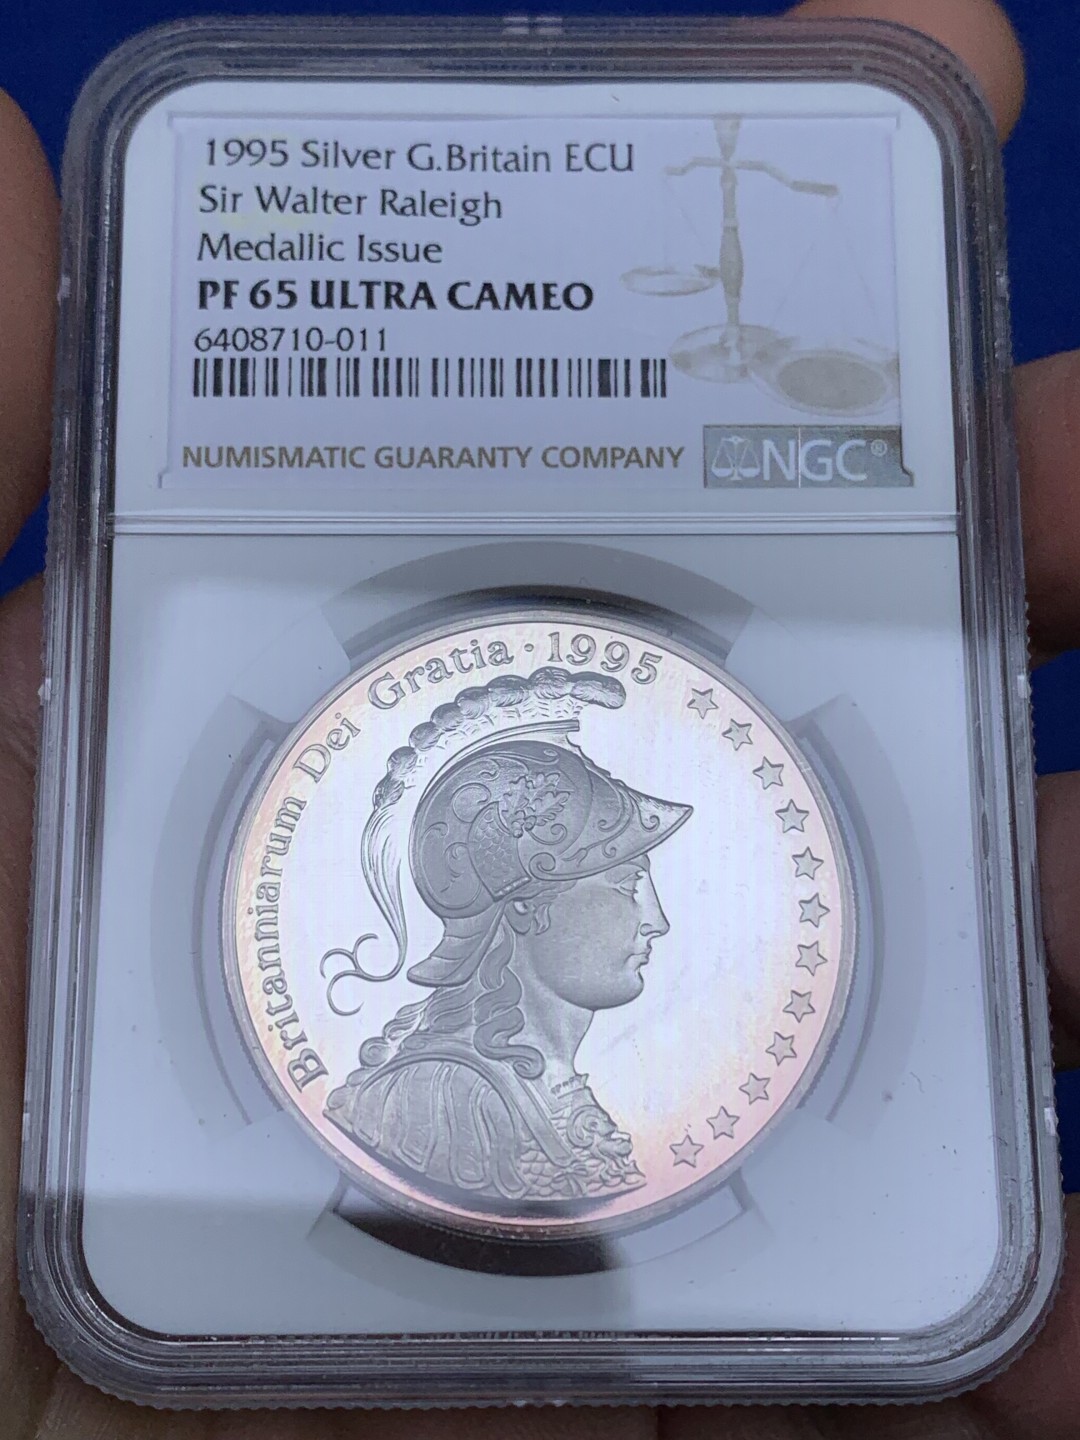 1995 Silver G.Britain ECU
Sir Walter Raleigh
Medallic Issue
PF 65 ULTRA CAMEO
6408710-011
NUMISMATIC GUARANTY COMPANY
NGC®
Britanniarum Dei Gratia · 1995